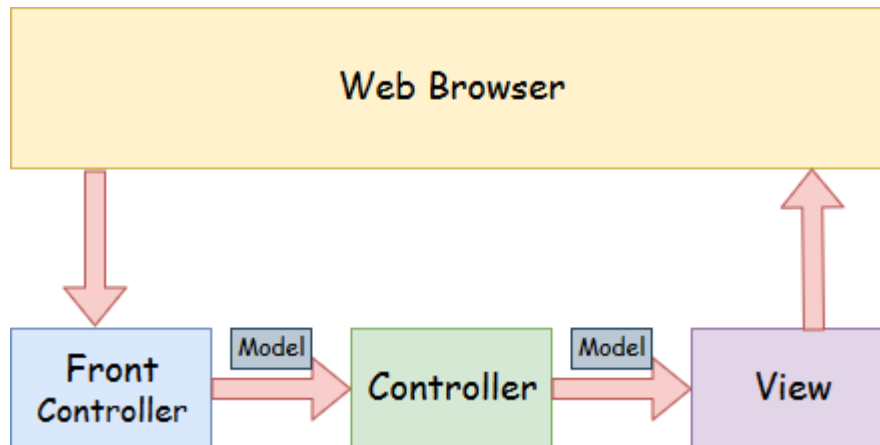 Web Browser
Model
Model
Front
Controller
Controller
View